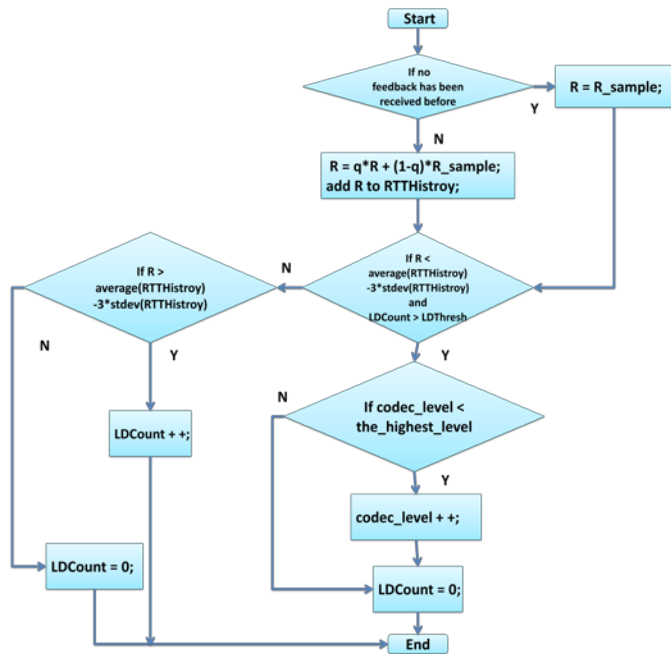 Start
If no
feedback has been
received before
Y
R = R_sample;
N
R = q*R + (1-q)*R_sample;
add R to RTTHistroy;
If R >
average(RTTHistroy)
-3*stdev(RTTHistroy)
N
If R <
average(RTTHistroy)
-3*stdev(RTTHistroy)
and
LDCount > LDThresh
N
Y
Y
N
If codec_level <
the_highest_level
LDCount + +;
Y
codec_level + +;
LDCount = 0;
LDCount = 0;
End